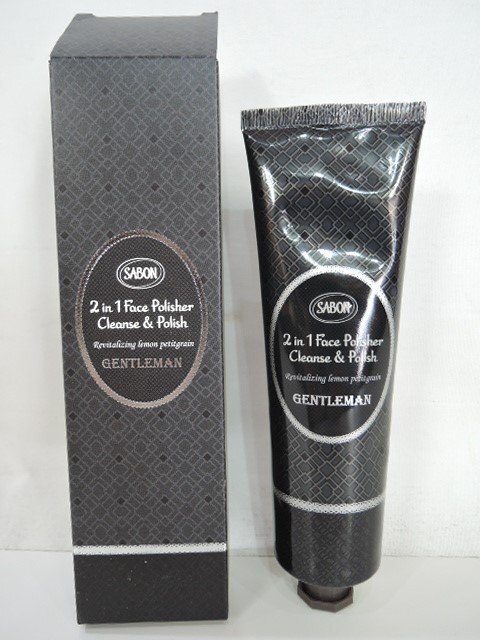 SABON
2 in 1 Face Polisher
Cleanse & Polish
Revitalizing lemon petitgrain
GENTLEMAN
SABON
2 in 1 Face Polisher
Cleanse & Polish
Revitalizing lemon petitgrain
GENTLEMAN